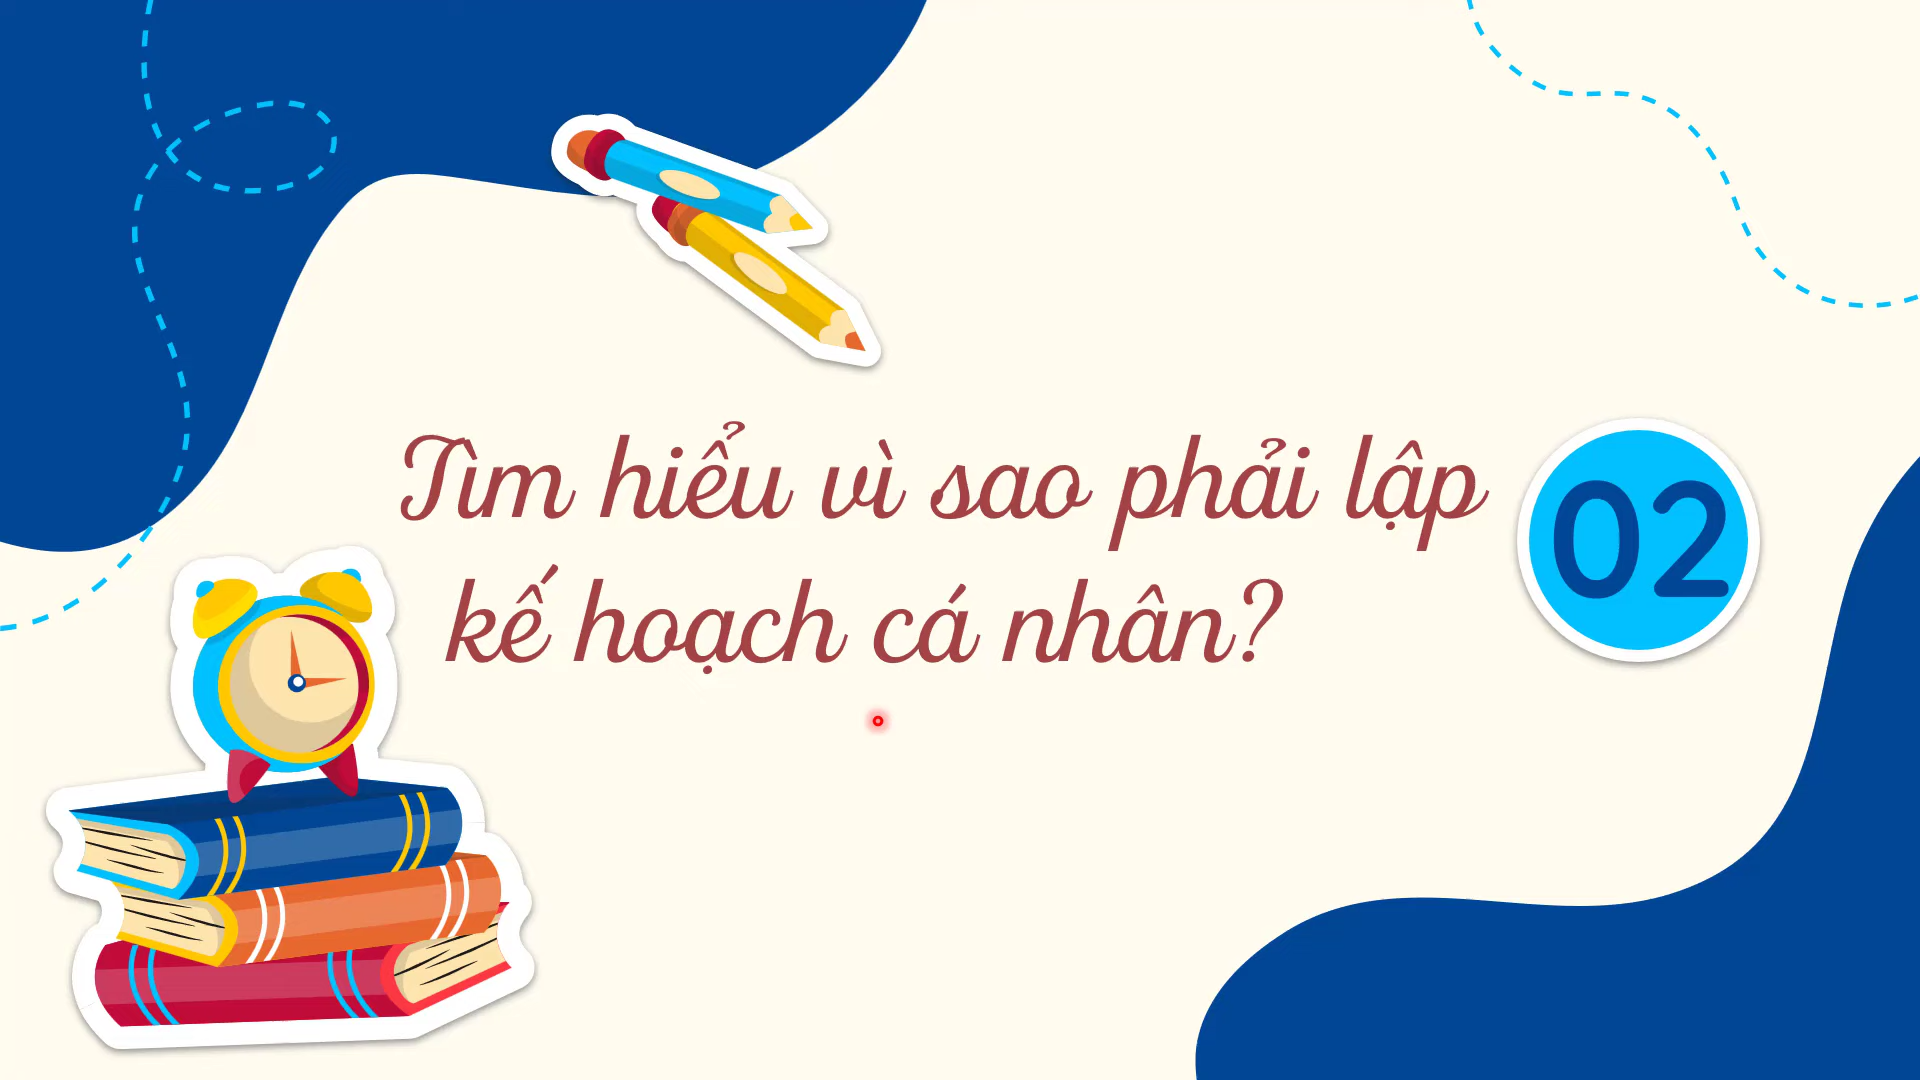 Tìm hiểu vì sao phải lập
kế hoạch cá nhân?
02